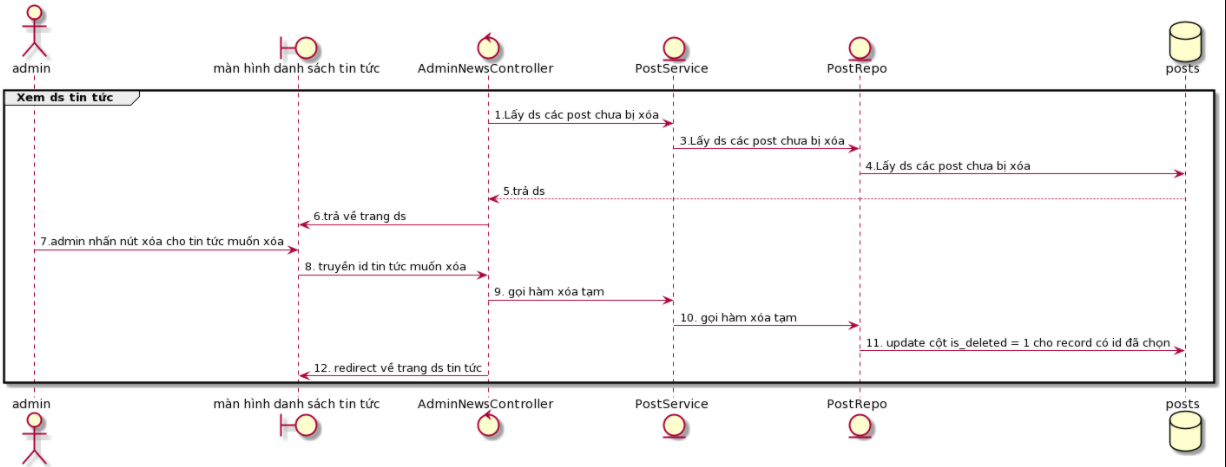 admin
màn hình danh sách tin tức
AdminNewsController
PostService
PostRepo
posts
Xem ds tin tức
1.Lấy ds các post chưa bị xóa
3.Lấy ds các post chưa bị xóa
4.Lấy ds các post chưa bị xóa
5.trả ds
6.trả về trang ds
7.admin nhấn nút xóa cho tin tức muốn xóa
8. truyền id tin tức muốn xóa
9. gọi hàm xóa tạm
10. gọi hàm xóa tạm
11. update cột is_deleted = 1 cho record có id đã chọn
12. redirect về trang ds tin tức
admin
màn hình danh sách tin tức
AdminNewsController
PostService
PostRepo
posts